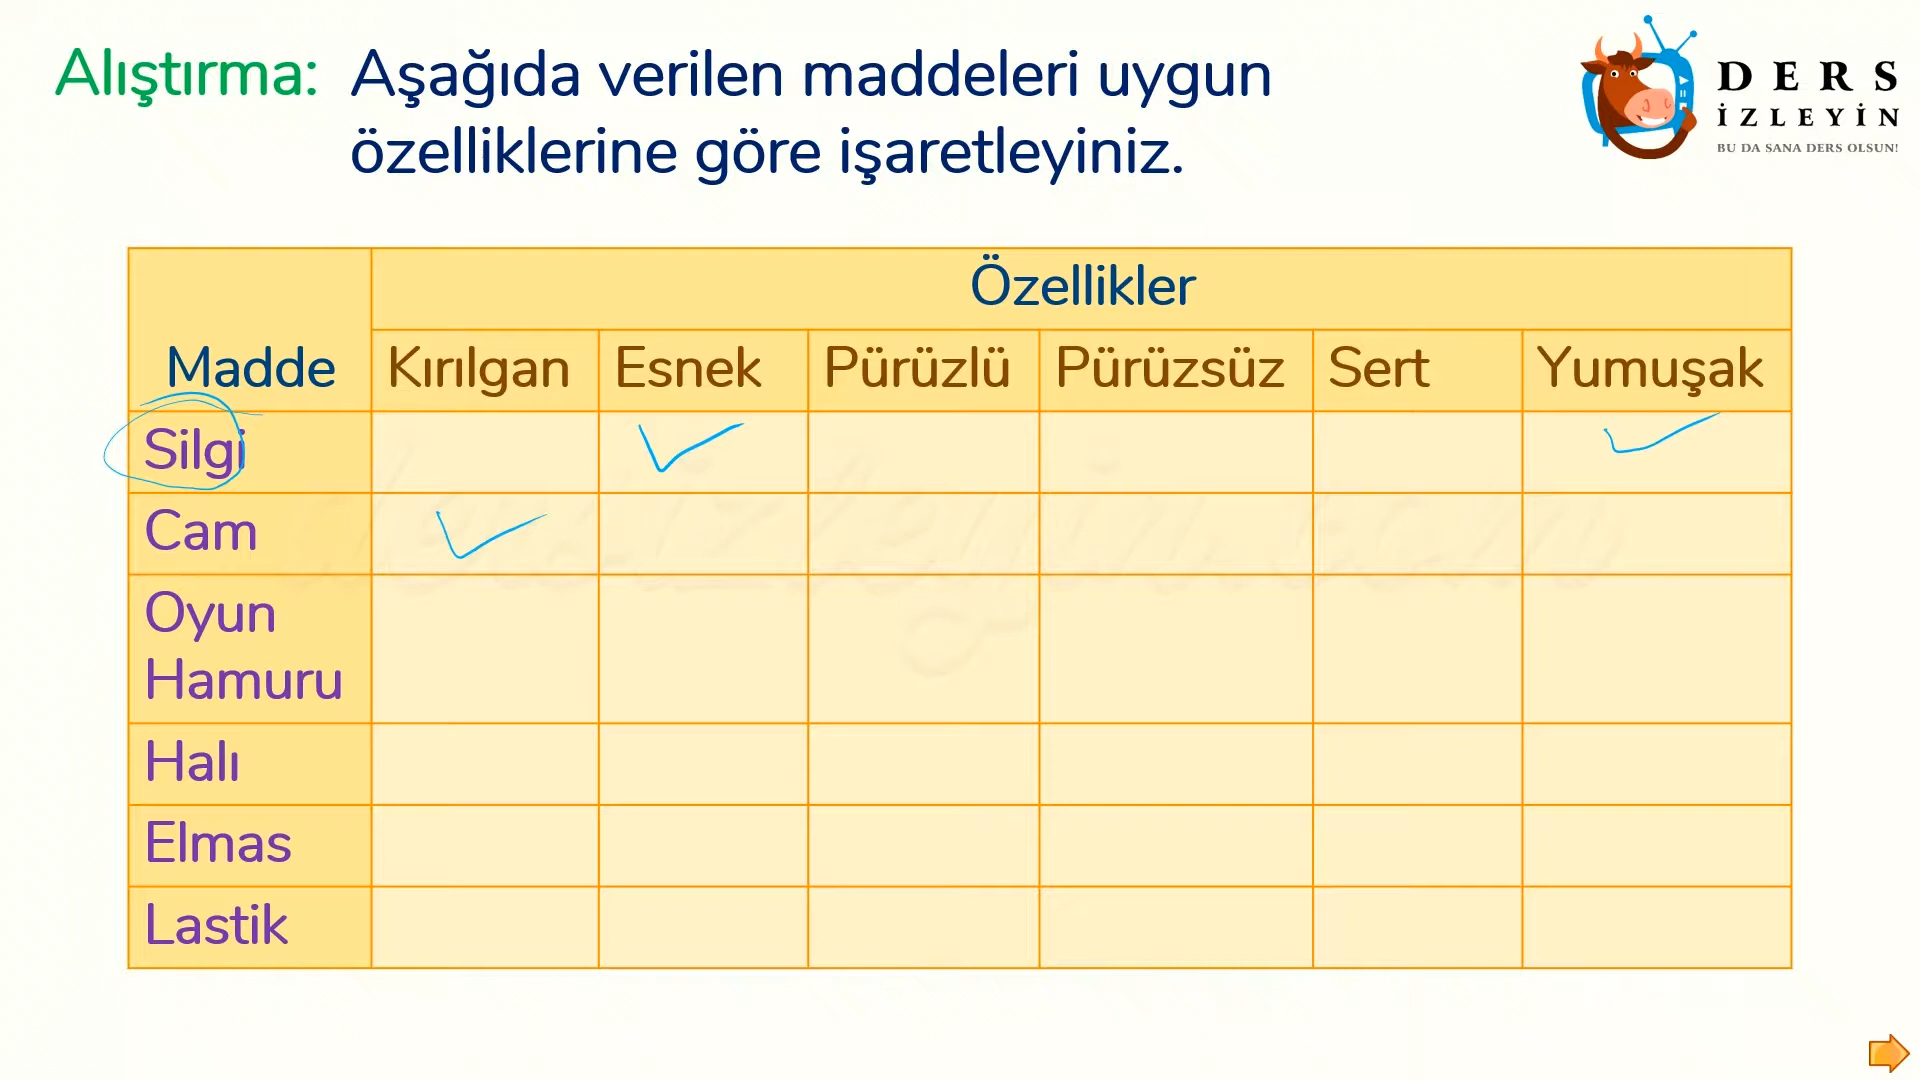 Alıştırma: Aşağıda verilen maddeleri uygun
özelliklerine göre işaretleyiniz.
DERS
İZLEYİN
BU DA SANA DERS OLSUN!
Özellikler
Madde Kırılgan Esnek Pürüzlü Pürüzsüz Sert Yumuşak
Silgi
Cam
Oyun
Hamuru
Halı
Elmas
Lastik